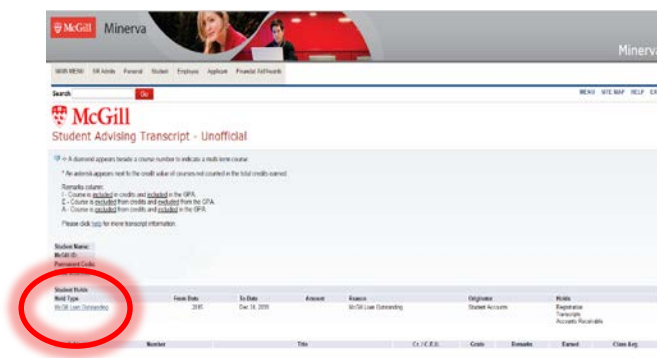 McGill Minerva
Minerva
MAIN MENU SIR Admin Personal Student Employee Applicant Financial Aid/Awards
Search Go
MENU SITE MAP HELP
McGill
Student Advising Transcript - Unofficial
A diamond appears beside a course number to indicate a multi term course.
* An asterisk appears next to the credit value of courses not counted in the total credits earned.
Remarks column:
I - Course is included in credits and included in the GPA.
E - Course is excluded from credits and excluded from the GPA.
A - Course is excluded from credits and included in the GPA.
Please click help for more transcript information.
Student Name:
McGill ID:
Permanent Code:
Student Holds
Hold Type From Date To Date Amount Reason Originator Holds
McGill Loan Outstanding 2015 Dec 31, 2099 McGill Loan Outstanding Student Accounts Registration
Transcripts
Accounts Receivable
Number Title Cr. / C.E.U. Grade Remarks Earned Class Avg